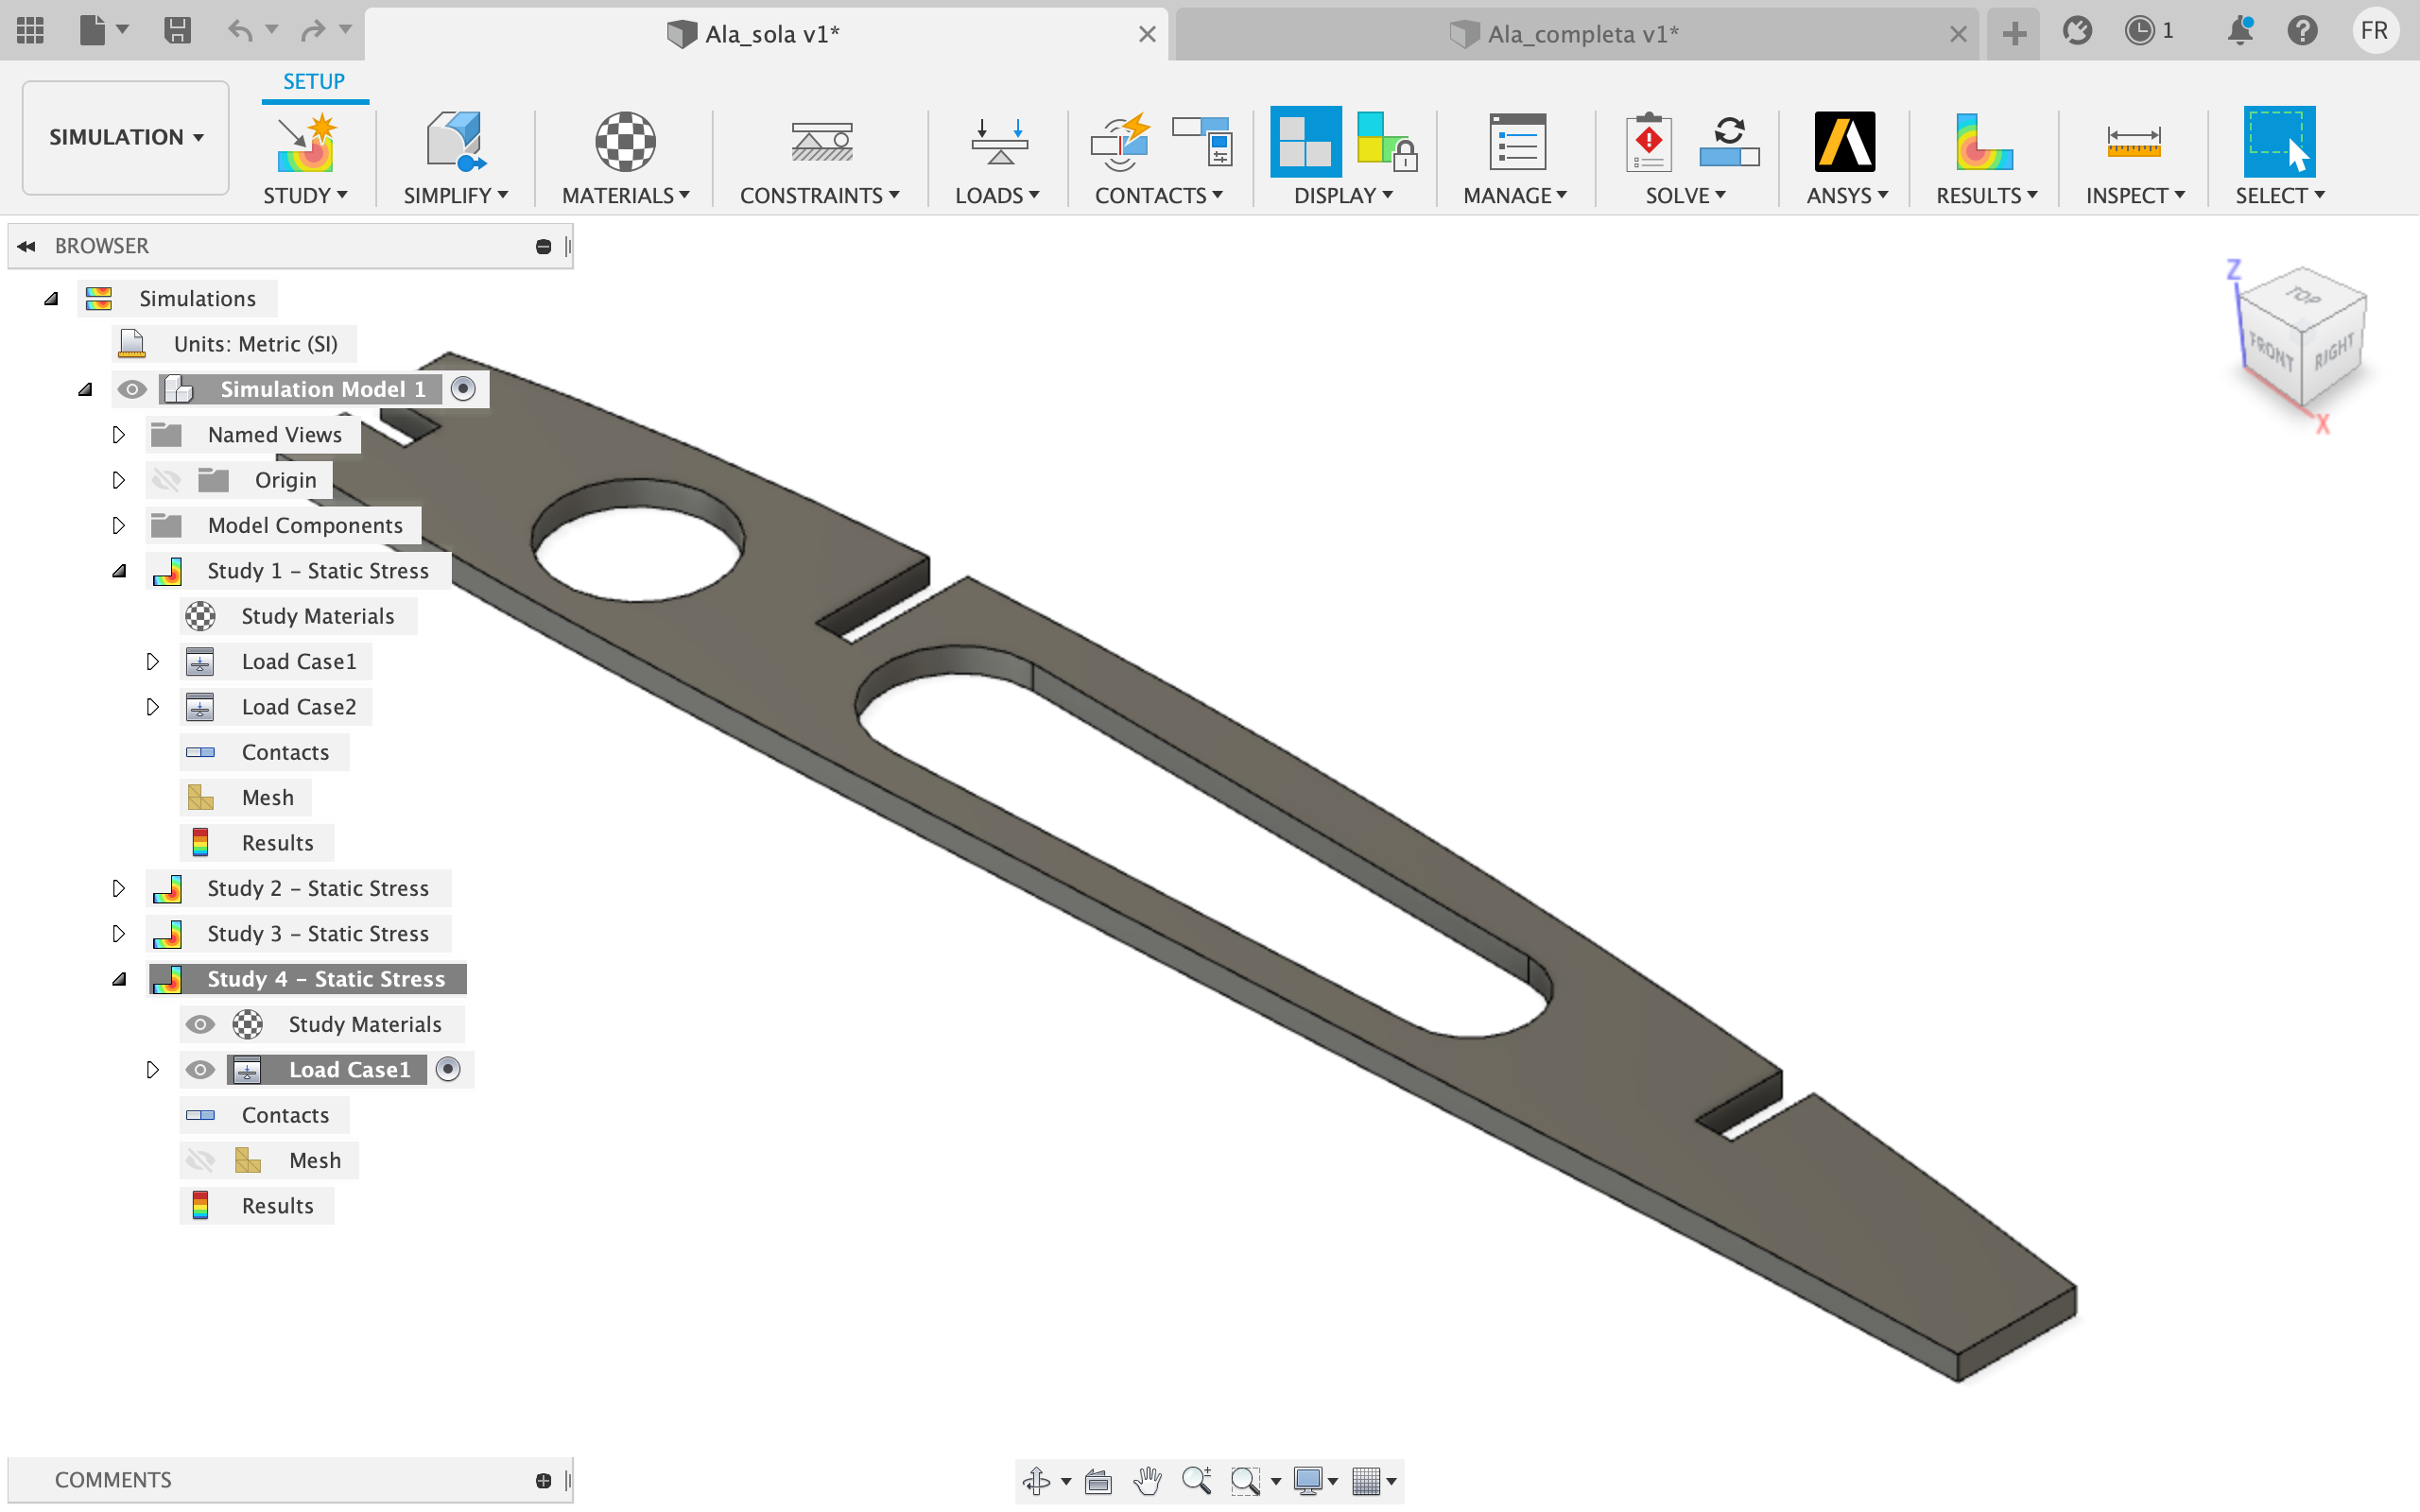 Ala_sola v1*
Ala_completa v1*
1
FR
SETUP
SIMULATION
STUDY
SIMPLIFY
MATERIALS
CONSTRAINTS
LOADS
CONTACTS
DISPLAY
MANAGE
SOLVE
ANSYS
RESULTS
INSPECT
SELECT
BROWSER
Simulations
Units: Metric (SI)
Simulation Model 1
Named Views
Origin
Model Components
Study 1 - Static Stress
Study Materials
Load Case1
Load Case2
Contacts
Mesh
Results
Study 2 - Static Stress
Study 3 - Static Stress
Study 4 - Static Stress
Study Materials
Load Case1
Contacts
Mesh
Results
Z
TOP
FRONT
RIGHT
X
COMMENTS